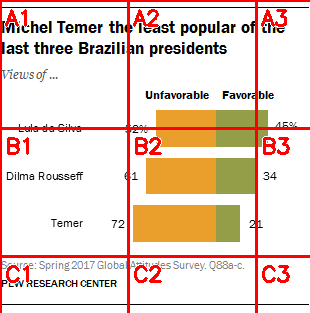 A1 A2 A3
Michel Temer the least popular of the
last three Brazilian presidents
Views of ...
Unfavorable Favorable
Lula da Silva 52% 45%
B1 B2 B3
Dilma Rousseff 61 34
Temer 72 21
Source: Spring 2017 Global Attitudes Survey. Q88a-c.
C1 C2 C3
PEW RESEARCH CENTER